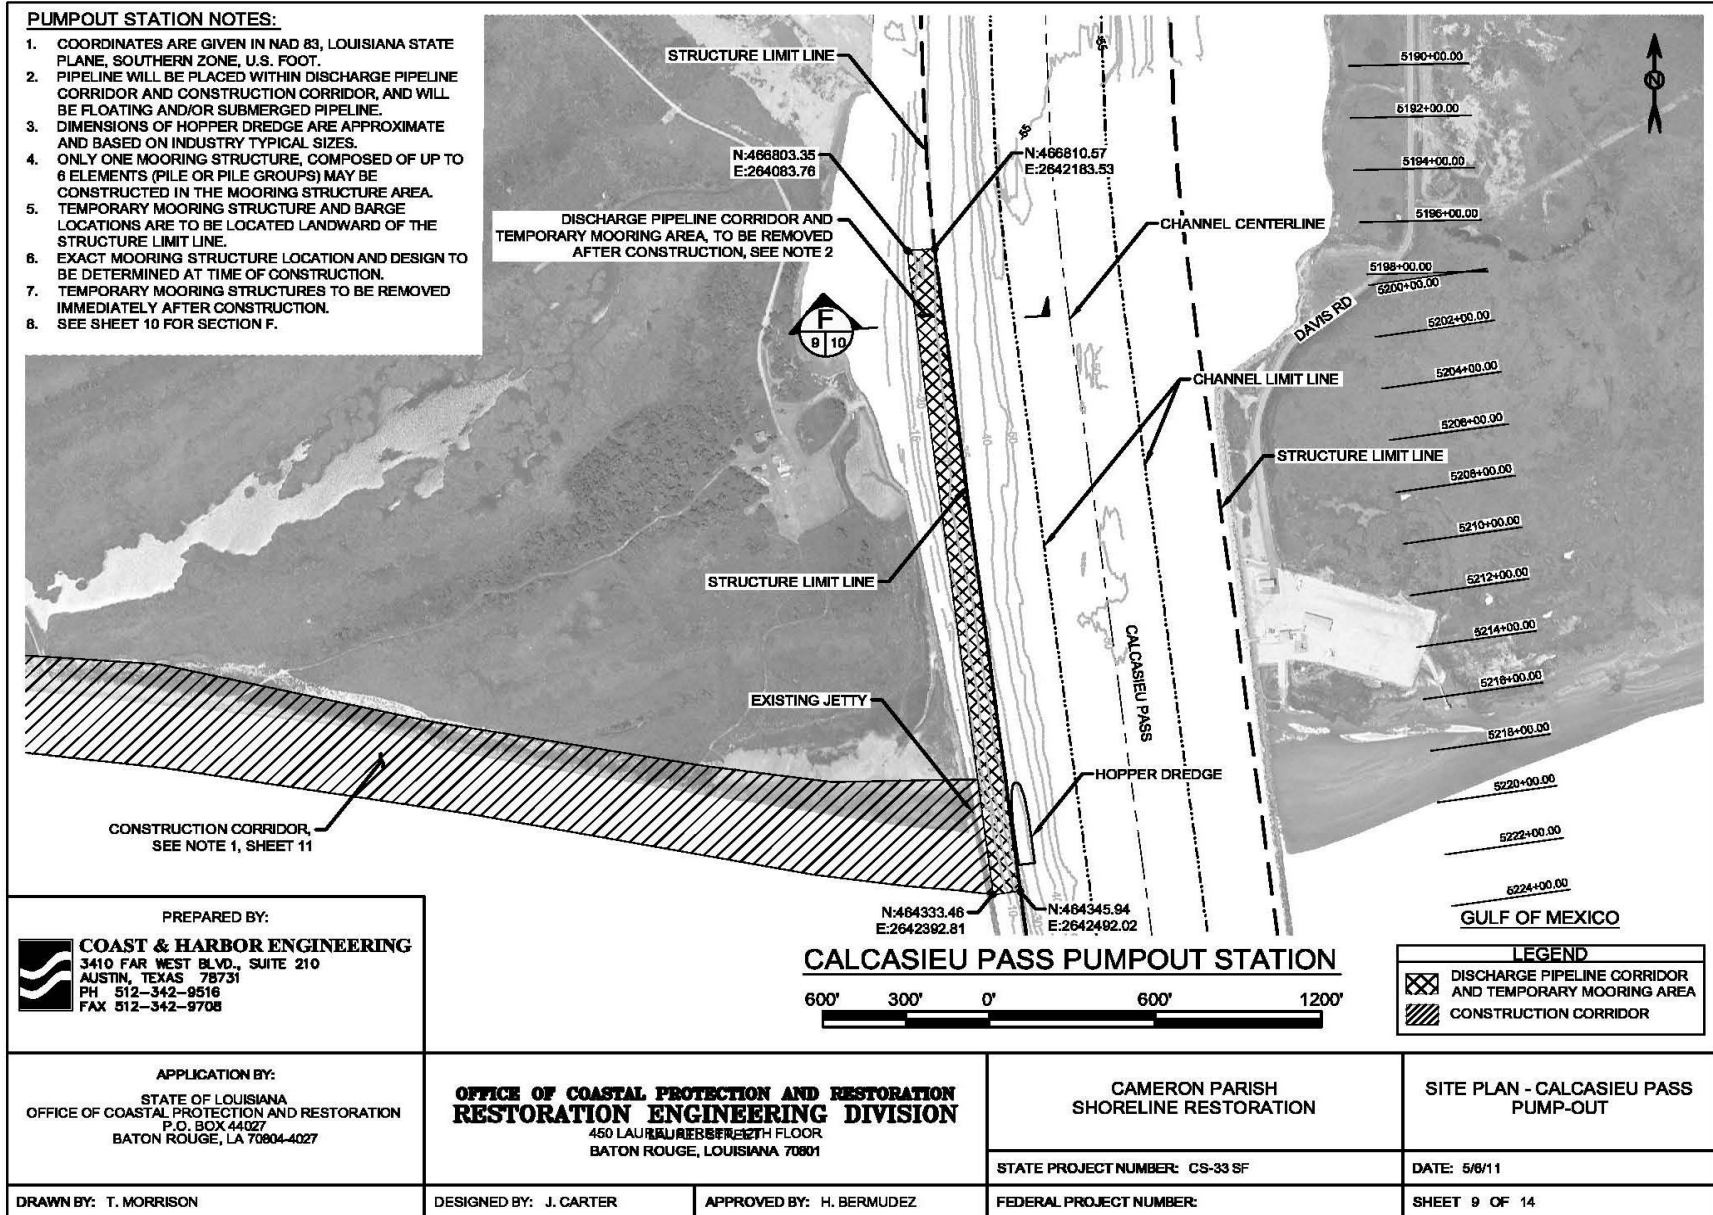 PUMPOUT STATION NOTES:
1. COORDINATES ARE GIVEN IN NAD 83, LOUISIANA STATE
PLANE, SOUTHERN ZONE, U.S. FOOT.
2. PIPELINE WILL BE PLACED WITHIN DISCHARGE PIPELINE
CORRIDOR AND CONSTRUCTION CORRIDOR, AND WILL
BE FLOATING AND/OR SUBMERGED PIPELINE.
3. DIMENSIONS OF HOPPER DREDGE ARE APPROXIMATE
AND BASED ON INDUSTRY TYPICAL SIZES.
4. ONLY ONE MOORING STRUCTURE, COMPOSED OF UP TO
6 ELEMENTS (PILE OR PILE GROUPS) MAY BE
CONSTRUCTED IN THE MOORING STRUCTURE AREA.
5. TEMPORARY MOORING STRUCTURE AND BARGE
LOCATIONS ARE TO BE LOCATED LANDWARD OF THE
STRUCTURE LIMIT LINE.
6. EXACT MOORING STRUCTURE LOCATION AND DESIGN TO
BE DETERMINED AT TIME OF CONSTRUCTION.
7. TEMPORARY MOORING STRUCTURES TO BE REMOVED
IMMEDIATELY AFTER CONSTRUCTION.
8. SEE SHEET 10 FOR SECTION F.
STRUCTURE LIMIT LINE
N:466803.35
E:264083.76
N:466810.57
E:2642183.53
DISCHARGE PIPELINE CORRIDOR AND
TEMPORARY MOORING AREA, TO BE REMOVED
AFTER CONSTRUCTION, SEE NOTE 2
F
9 10
CHANNEL CENTERLINE
CHANNEL LIMIT LINE
STRUCTURE LIMIT LINE
STRUCTURE LIMIT LINE
CALCASIEU PASS
EXISTING JETTY
HOPPER DREDGE
CONSTRUCTION CORRIDOR,
SEE NOTE 1, SHEET 11
N:464333.46
E:2642392.81
N:464345.94
E:2642492.02
DAVIS RD
5190+00.00
5192+00.00
5194+00.00
5196+00.00
5198+00.00
5200+00.00
5202+00.00
5204+00.00
5206+00.00
5208+00.00
5210+00.00
5212+00.00
5214+00.00
5216+00.00
5218+00.00
5220+00.00
5222+00.00
5224+00.00
GULF OF MEXICO
N
CALCASIEU PASS PUMPOUT STATION
600' 300' 0' 600' 1200'
LEGEND
DISCHARGE PIPELINE CORRIDOR
AND TEMPORARY MOORING AREA
CONSTRUCTION CORRIDOR
PREPARED BY:
COAST & HARBOR ENGINEERING
3410 FAR WEST BLVD., SUITE 210
AUSTIN, TEXAS 78731
PH 512-342-9516
FAX 512-342-9708
APPLICATION BY:
STATE OF LOUISIANA
OFFICE OF COASTAL PROTECTION AND RESTORATION
P.O. BOX 44027
BATON ROUGE, LA 70804-4027
OFFICE OF COASTAL PROTECTION AND RESTORATION
RESTORATION ENGINEERING DIVISION
450 LAUREL STREET, 12TH FLOOR
BATON ROUGE, LOUISIANA 70801
CAMERON PARISH
SHORELINE RESTORATION
SITE PLAN - CALCASIEU PASS
PUMP-OUT
STATE PROJECT NUMBER: CS-33 SF
DATE: 5/6/11
DRAWN BY: T. MORRISON
DESIGNED BY: J. CARTER
APPROVED BY: H. BERMUDEZ
FEDERAL PROJECT NUMBER:
SHEET 9 OF 14